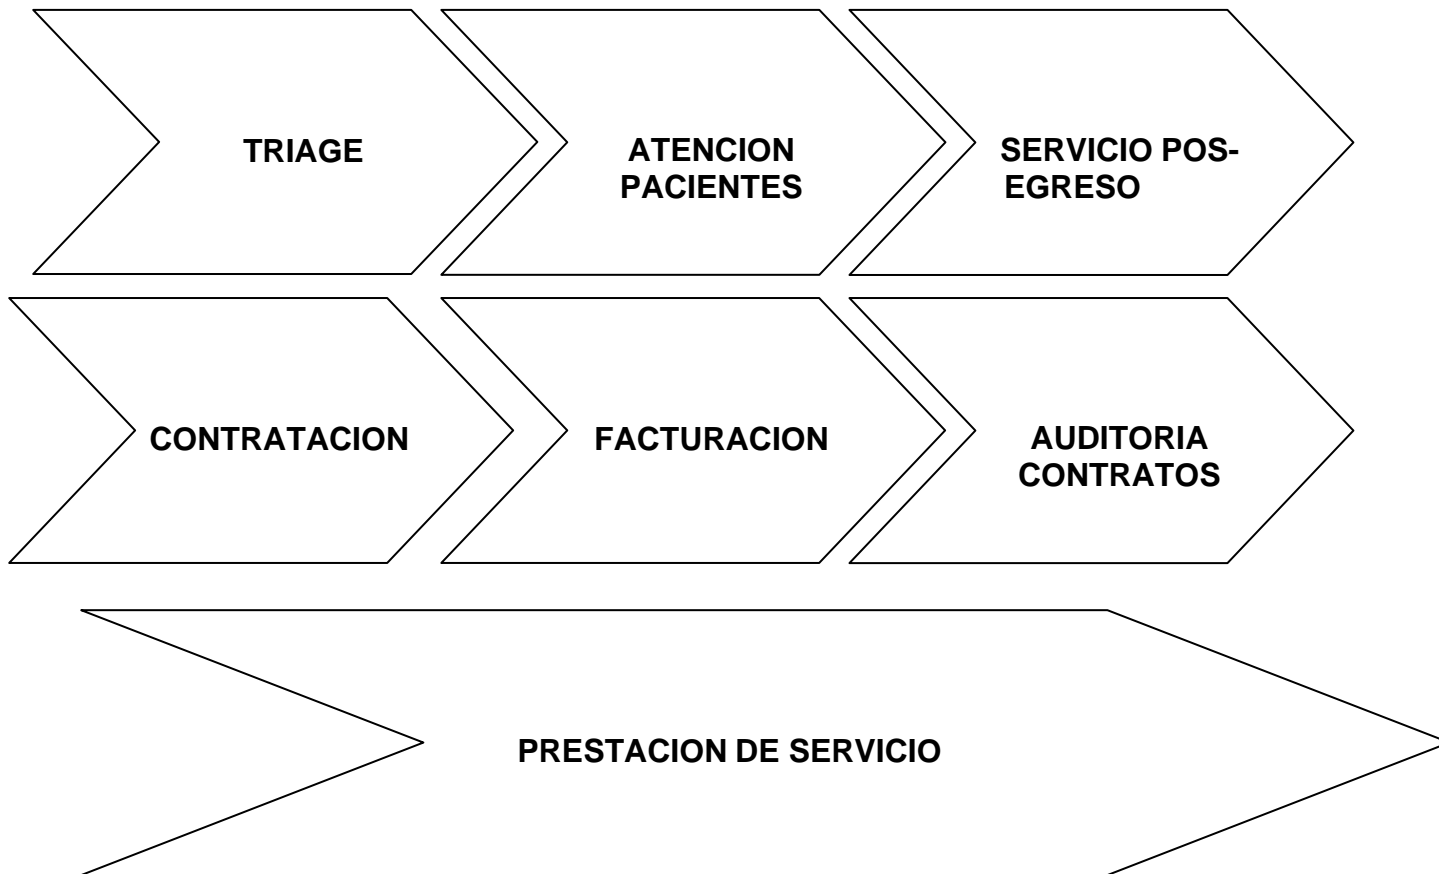 TRIAGE
ATENCION
PACIENTES
SERVICIO POS-
EGRESO
CONTRATACION
FACTURACION
AUDITORIA
CONTRATOS
PRESTACION DE SERVICIO